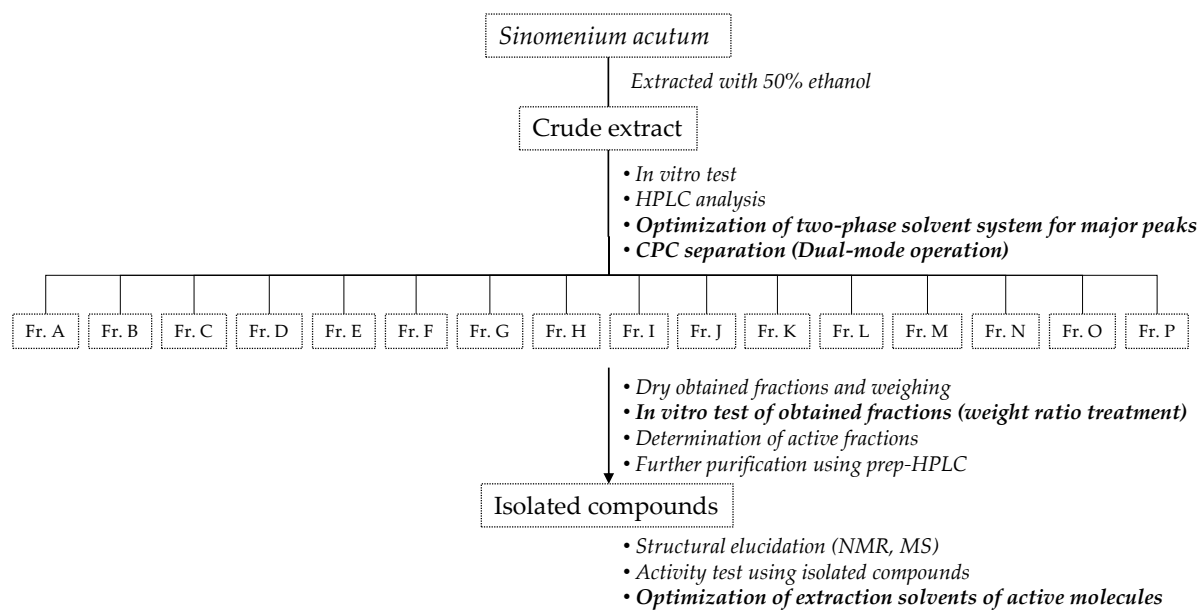 Sinomenium acutum
Extracted with 50% ethanol
Crude extract
• In vitro test
• HPLC analysis
• Optimization of two-phase solvent system for major peaks
• CPC separation (Dual-mode operation)
Fr. A Fr. B Fr. C Fr. D Fr. E Fr. F Fr. G Fr. H Fr. I Fr. J Fr. K Fr. L Fr. M Fr. N Fr. O Fr. P
• Dry obtained fractions and weighing
• In vitro test of obtained fractions (weight ratio treatment)
• Determination of active fractions
• Further purification using prep-HPLC
Isolated compounds
• Structural elucidation (NMR, MS)
• Activity test using isolated compounds
• Optimization of extraction solvents of active molecules